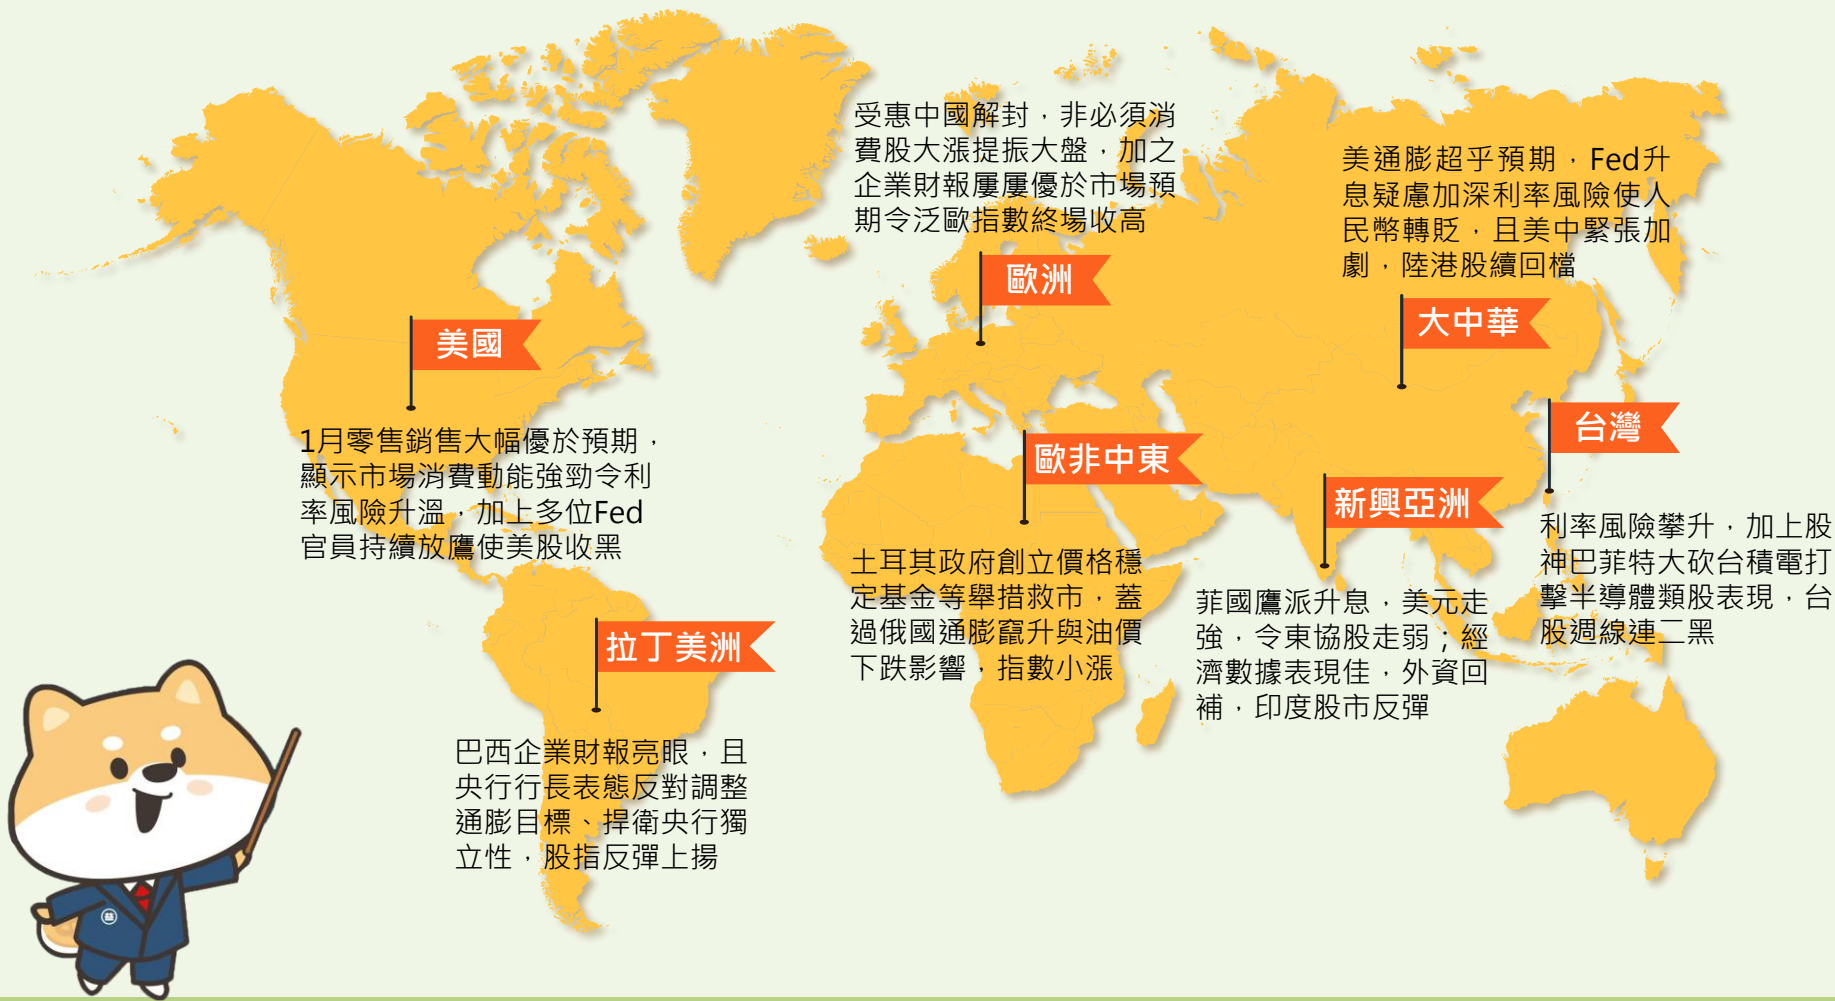 美國
1月零售銷售大幅優於預期，
顯示市場消費動能強勁令利
率風險升溫，加上多位Fed
官員持續放鷹使美股收黑
拉丁美洲
巴西企業財報亮眼，且
央行行長表態反對調整
通膨目標、捍衛央行獨
立性，股指反彈上揚
受惠中國解封，非必須消
費股大漲提振大盤，加之
企業財報屢屢優於市場預
期令泛歐指數終場收高
歐洲
歐非中東
土耳其政府創立價格穩
定基金等舉措救市，蓋
過俄國通膨竄升與油價
下跌影響，指數小漲
美通膨超乎預期，Fed升
息疑慮加深利率風險使人
民幣轉貶，且美中緊張加
劇，陸港股續回檔
大中華
新興亞洲
菲國鷹派升息，美元走
強，令東協股走弱；經
濟數據表現佳，外資回
補，印度股市反彈
台灣
利率風險攀升，加上股
神巴菲特大砍台積電打
擊半導體類股表現，台
股週線連二黑